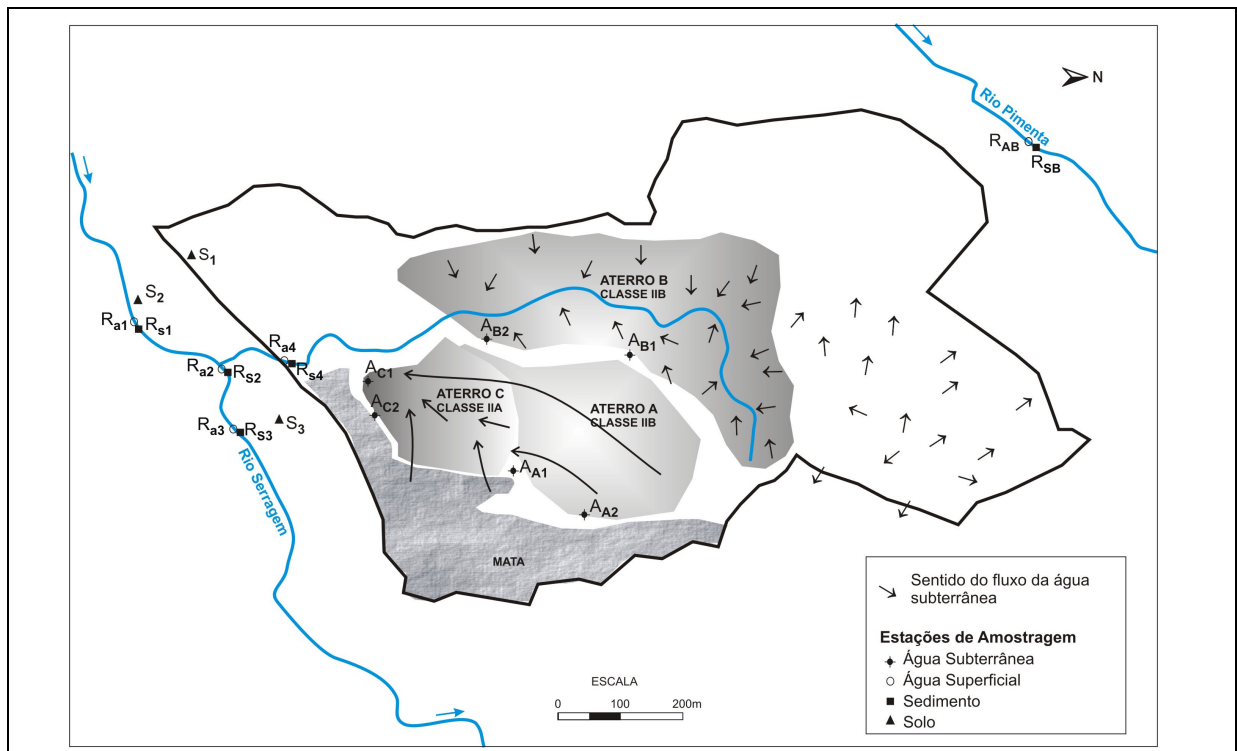 N
Rio Pimenta
RAB
RSB
S1
S2
Ra1
Rs1
Ra4
Rs4
Ra2
Rs2
Ra3
RS3
S3
Rio Serragem
ATERRO B
CLASSE IIB
AB2
AB1
AC1
AC2
ATERRO C
CLASSE IIA
ATERRO A
CLASSE IIB
AA1
AA2
MATA
ESCALA
0 100 200m
Sentido do fluxo da água
subterrânea
Estações de Amostragem
Água Subterrânea
Água Superficial
Sedimento
Solo